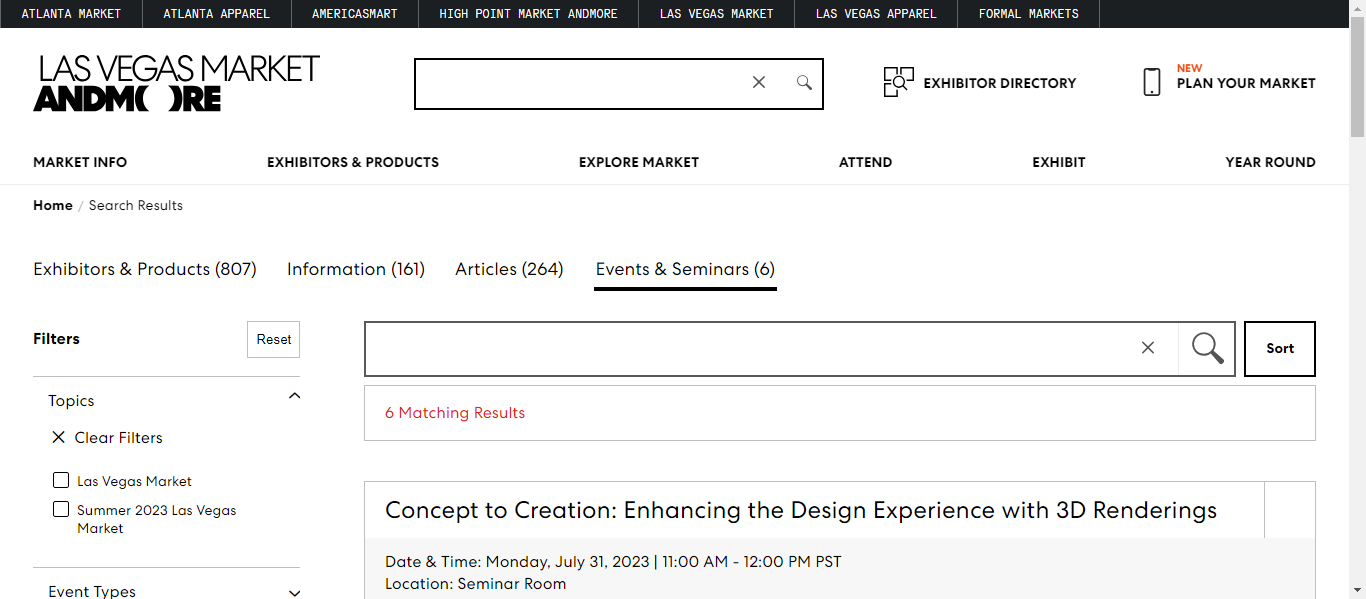 ATLANTA MARKET
ATLANTA APPAREL
AMERICASMART
HIGH POINT MARKET ANDMORE
LAS VEGAS MARKET
LAS VEGAS APPAREL
FORMAL MARKETS
LAS VEGAS MARKET
ANDMORE
EXHIBITOR DIRECTORY
NEW
PLAN YOUR MARKET
MARKET INFO
EXHIBITORS & PRODUCTS
EXPLORE MARKET
ATTEND
EXHIBIT
YEAR ROUND
Home / Search Results
Exhibitors & Products (807)
Information (161)
Articles (264)
Events & Seminars (6)
Filters
Reset
Topics
Clear Filters
Las Vegas Market
Summer 2023 Las Vegas
Market
Event Types
Sort
6 Matching Results
Concept to Creation: Enhancing the Design Experience with 3D Renderings
Date & Time: Monday, July 31, 2023 | 11:00 AM - 12:00 PM PST
Location: Seminar Room